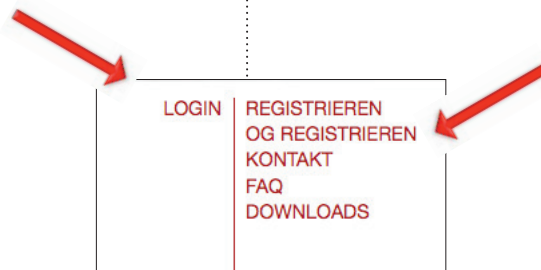 LOGIN REGISTRIEREN
OG REGISTRIEREN
KONTAKT
FAQ
DOWNLOADS